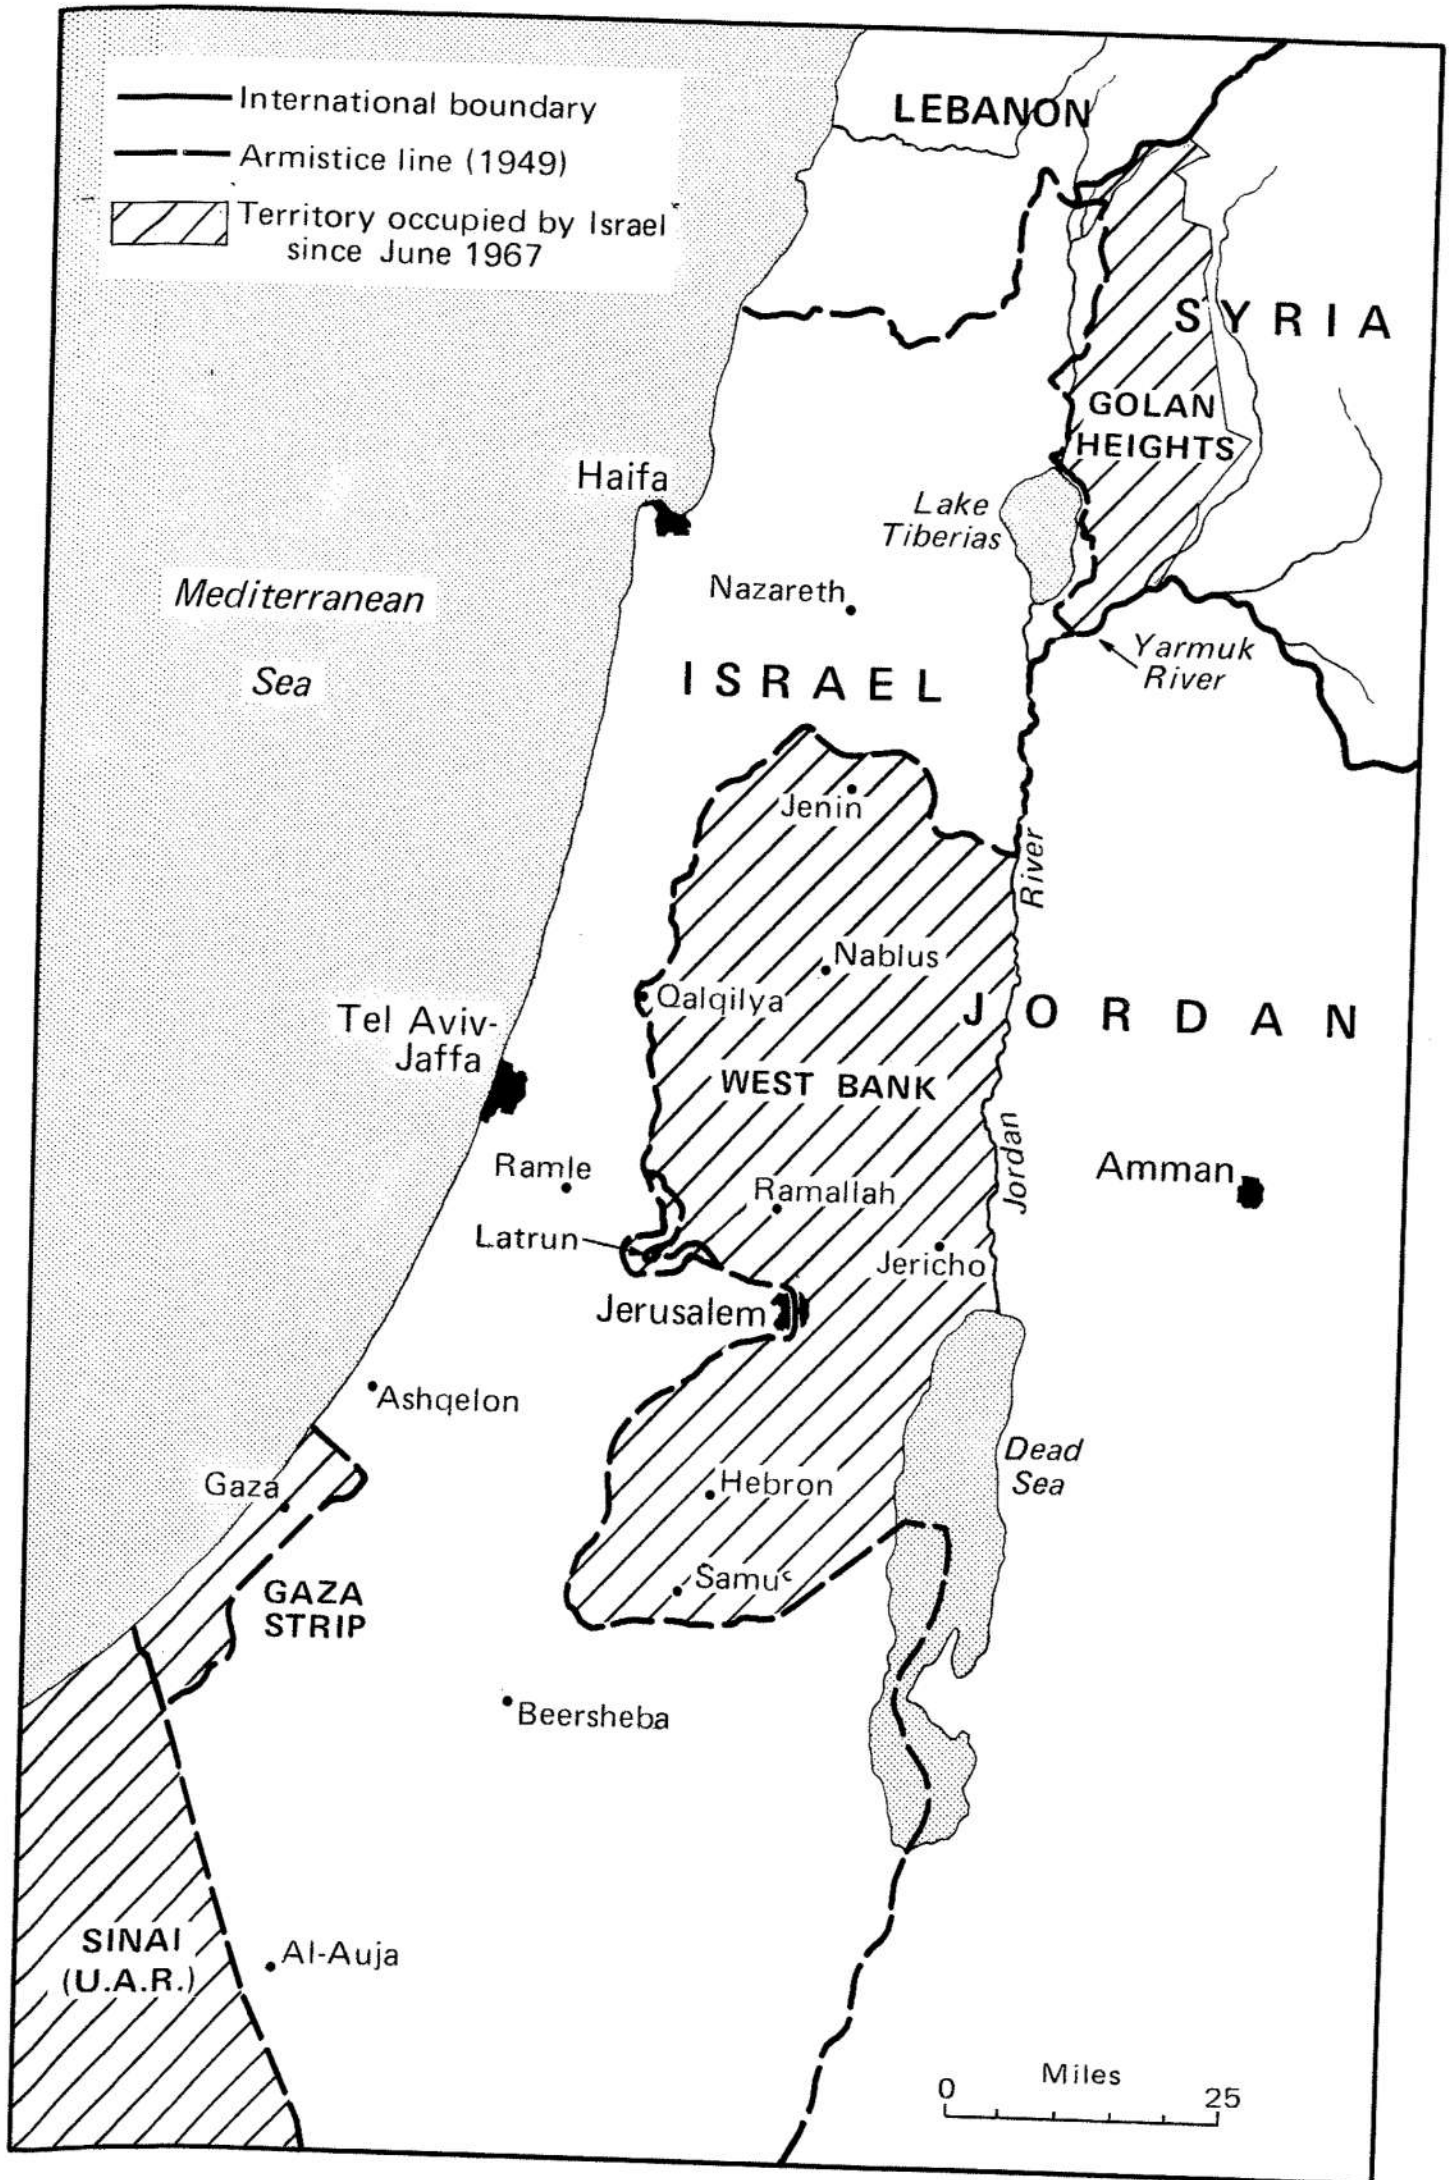 International boundary
Armistice line (1949)
Territory occupied by Israel
since June 1967
LEBANON
SYRIA
GOLAN
HEIGHTS
Haifa
Lake
Tiberias
Mediterranean
Sea
Nazareth
Yarmuk
River
ISRAEL
Jenin
River
Nablus
Qalqilya
JORDAN
Tel Aviv-
Jaffa
WEST BANK
Jordan
Ramle
Ramallah
Amman
Latrun
Jericho
Jerusalem
Ashqelon
Dead
Sea
Gaza
Hebron
GAZA
STRIP
Samuʿ
Beersheba
SINAI
(U.A.R.)
Al-Auja
Miles
0 25